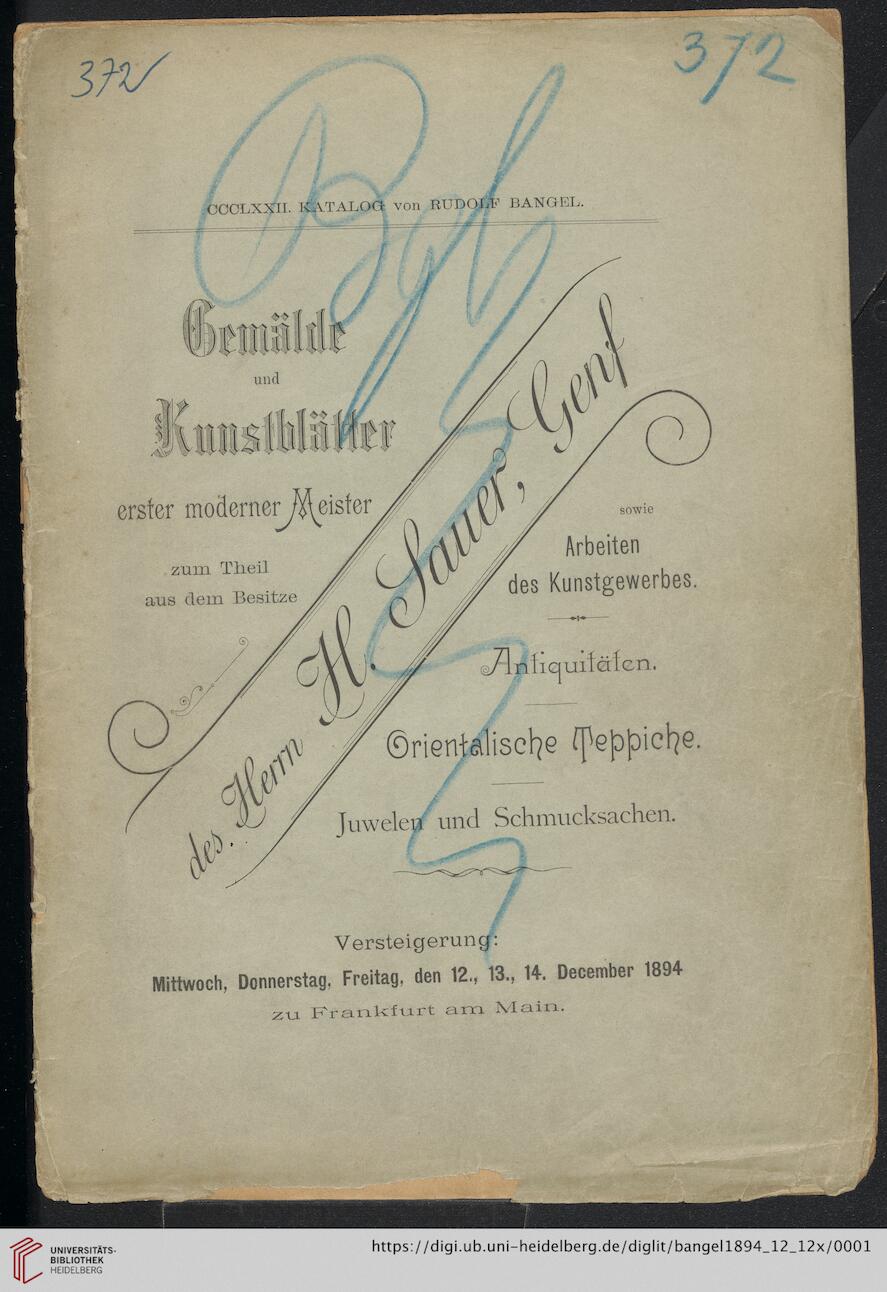 372
372
Bgl
CCCLXXII. KATALOG von RUDOLF BANGEL.
Gemälde
und
Kunstblätter
erster moderner Meister
zum Theil
aus dem Besitze
des Herrn H. Sauer, Genf
sowie
Arbeiten
des Kunstgewerbes.
Antiquitäten.
Orientalische Teppiche.
Juwelen und Schmucksachen.
Versteigerung:
Mittwoch, Donnerstag, Freitag, den 12., 13., 14. December 1894
zu Frankfurt am Main.
UNIVERSITÄTS-
BIBLIOTHEK
HEIDELBERG
https://digi.ub.uni-heidelberg.de/diglit/bangel1894_12_12x/0001